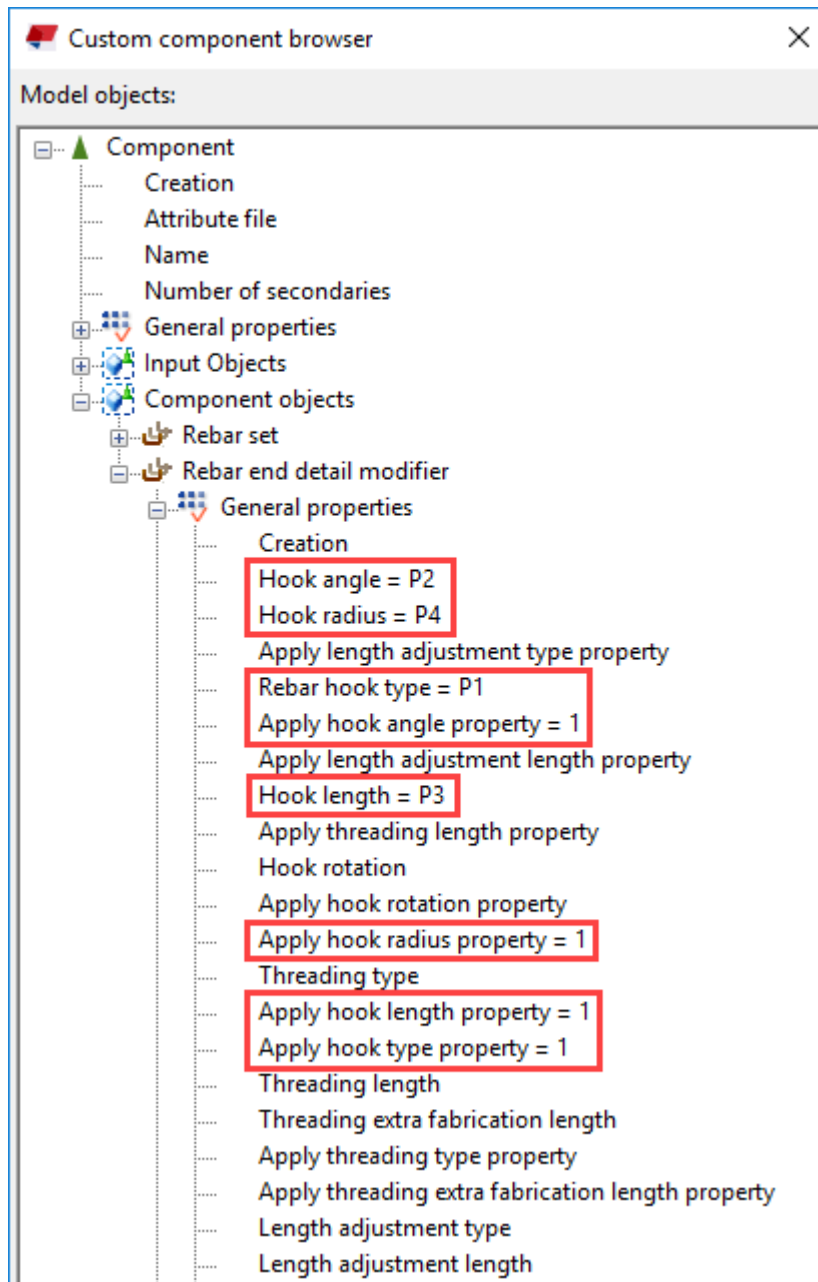 Custom component browser
Model objects:
Component
Creation
Attribute file
Name
Number of secondaries
General properties
Input Objects
Component objects
Rebar set
Rebar end detail modifier
General properties
Creation
Hook angle = P2
Hook radius = P4
Apply length adjustment type property
Rebar hook type = P1
Apply hook angle property = 1
Apply length adjustment length property
Hook length = P3
Apply threading length property
Hook rotation
Apply hook rotation property
Apply hook radius property = 1
Threading type
Apply hook length property = 1
Apply hook type property = 1
Threading length
Threading extra fabrication length
Apply threading type property
Apply threading extra fabrication length property
Length adjustment type
Length adjustment length